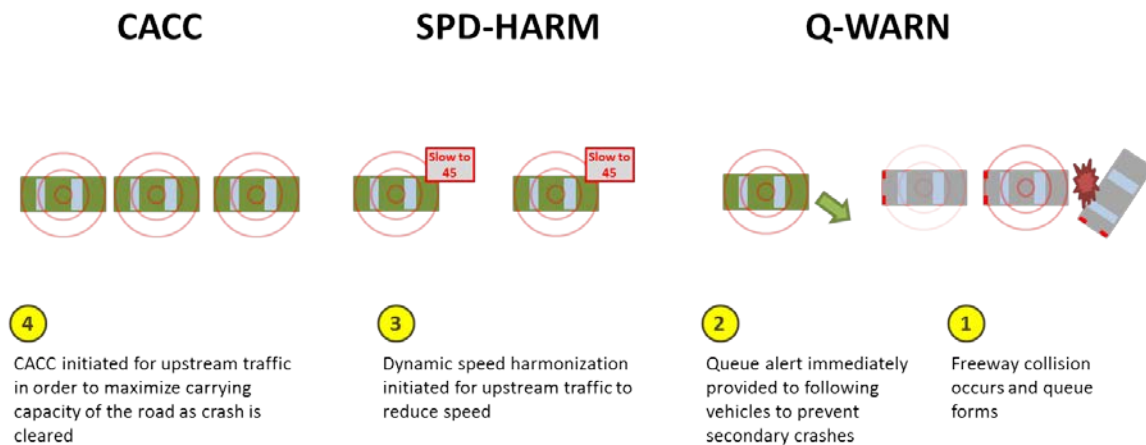 CACC
SPD-HARM
Q-WARN
Slow to
45
Slow to
45
4
CACC initiated for upstream traffic
in order to maximize carrying
capacity of the road as crash is
cleared
3
Dynamic speed harmonization
initiated for upstream traffic to
reduce speed
2
Queue alert immediately
provided to following
vehicles to prevent
secondary crashes
1
Freeway collision
occurs and queue
forms